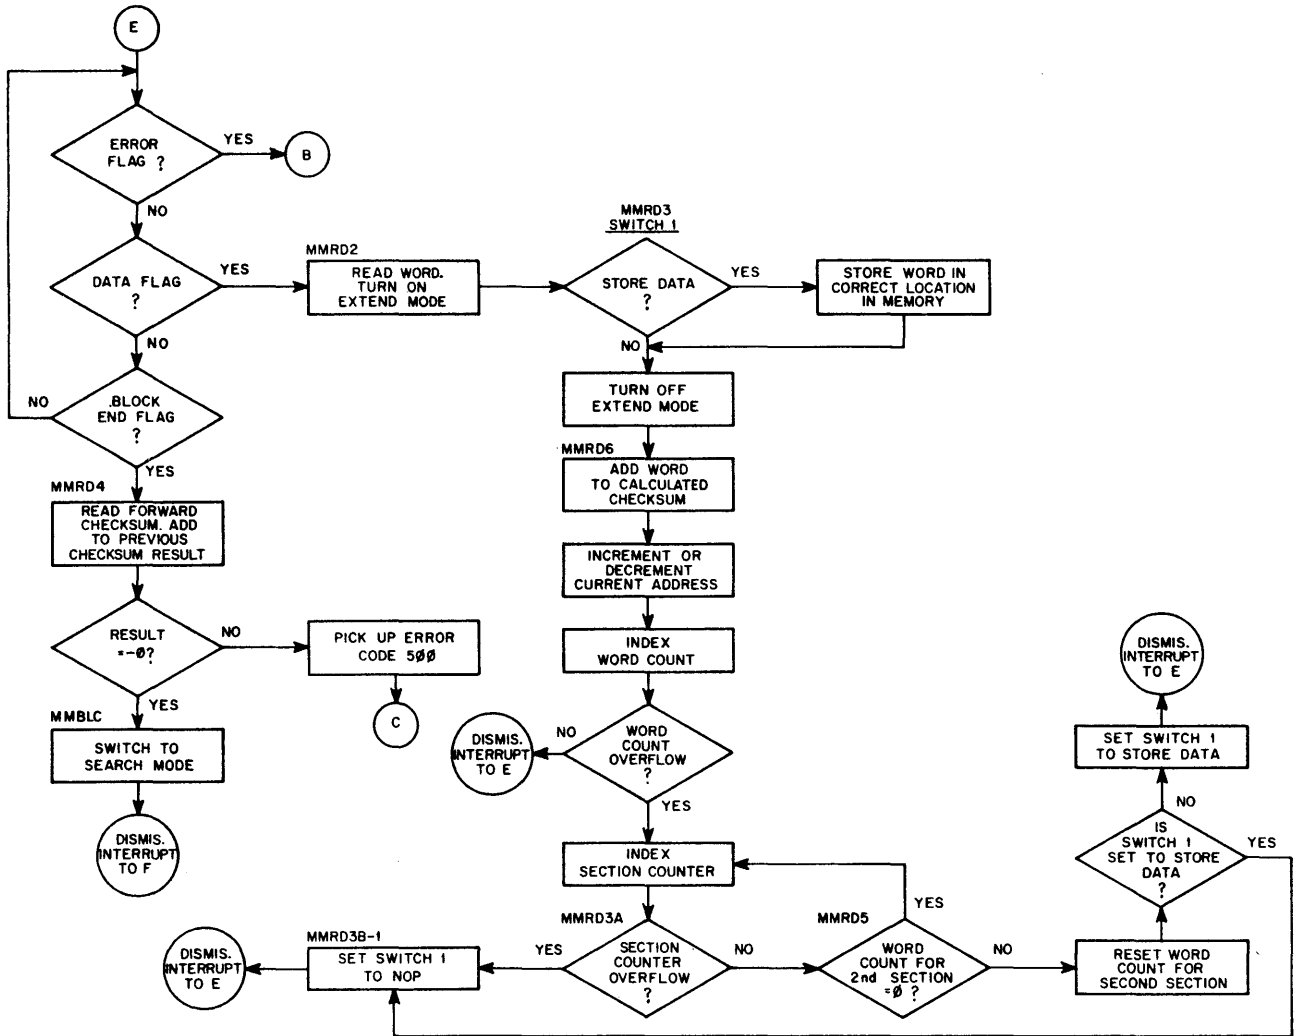 E
ERROR
FLAG ?
YES
B
NO
DATA FLAG
?
YES
MMRD2
READ WORD.
TURN ON
EXTEND MODE
MMRD3
SWITCH 1
STORE DATA
?
YES
STORE WORD IN
CORRECT LOCATION
IN MEMORY
NO
NO
.BLOCK
END FLAG
?
NO
YES
TURN OFF
EXTEND MODE
MMRD6
ADD WORD
TO CALCULATED
CHECKSUM
MMRD4
READ FORWARD
CHECKSUM. ADD
TO PREVIOUS
CHECKSUM RESULT
INCREMENT OR
DECREMENT
CURRENT ADDRESS
RESULT
=-Ø?
NO
PICK UP ERROR
CODE 5ØØ
C
YES
MMBLC
SWITCH TO
SEARCH MODE
DISMIS.
INTERRUPT
TO F
INDEX
WORD COUNT
WORD
COUNT
OVERFLOW
?
NO
DISMIS.
INTERRUPT
TO E
YES
INDEX
SECTION COUNTER
MMRD3A
SECTION
COUNTER
OVERFLOW
?
YES
MMRD3B-1
SET SWITCH 1
TO NOP
DISMIS.
INTERRUPT
TO E
NO
MMRD5
WORD
COUNT FOR
2nd SECTION
=Ø ?
YES
NO
RESET WORD
COUNT FOR
SECOND SECTION
IS
SWITCH 1
SET TO STORE
DATA
?
YES
NO
SET SWITCH 1
TO STORE DATA
DISMIS.
INTERRUPT
TO E